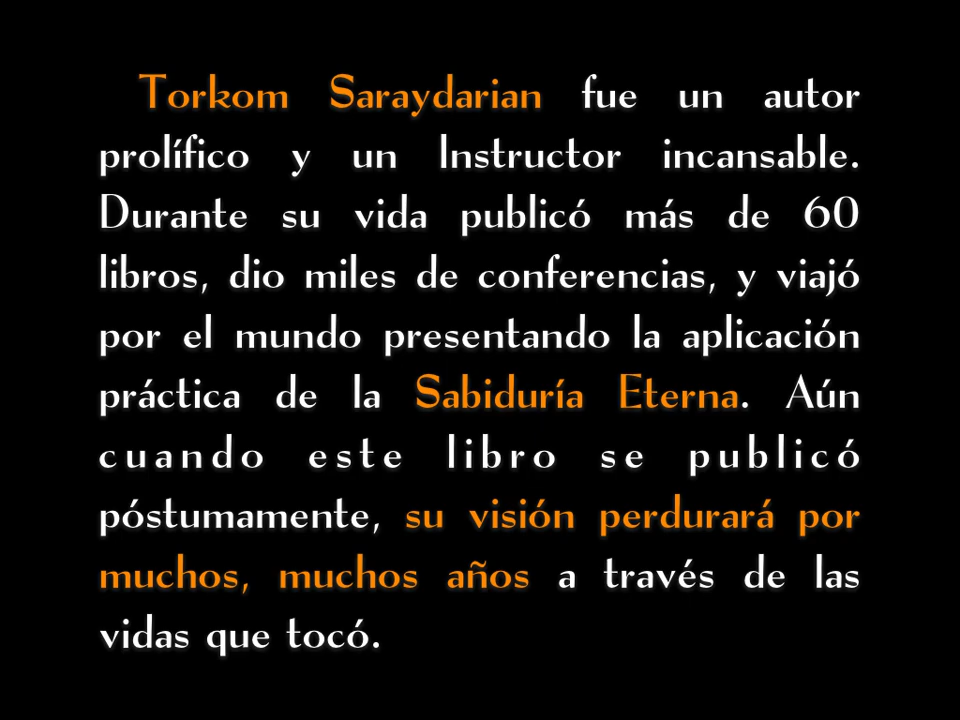 Torkom Saraydarian fue un autor
prolífico y un Instructor incansable.
Durante su vida publicó más de 60
libros, dio miles de conferencias, y viajó
por el mundo presentando la aplicación
práctica de la Sabiduría Eterna. Aún
cuando este libro se publicó
póstumamente, su visión perdurará por
muchos, muchos años a través de las
vidas que tocó.